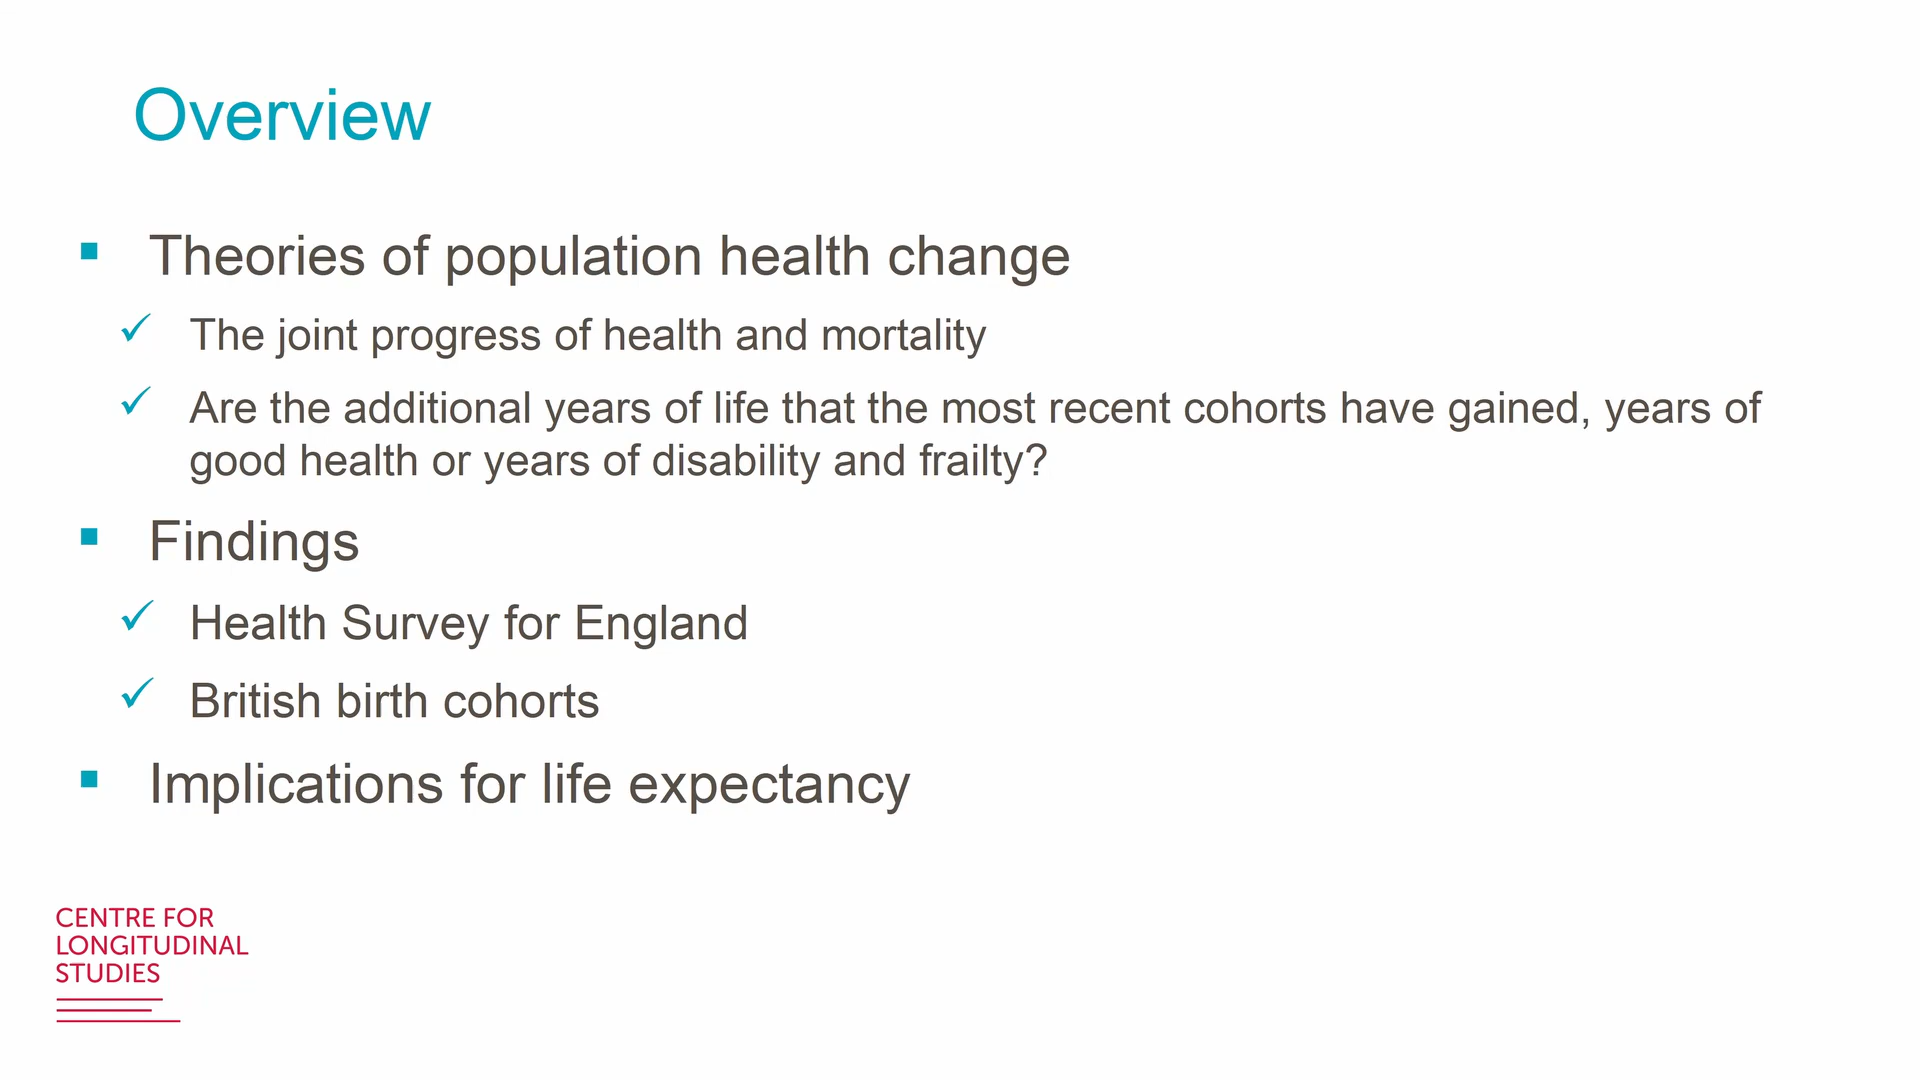 Overview
Theories of population health change
The joint progress of health and mortality
Are the additional years of life that the most recent cohorts have gained, years of
good health or years of disability and frailty?
Findings
Health Survey for England
British birth cohorts
Implications for life expectancy
CENTRE FOR
LONGITUDINAL
STUDIES